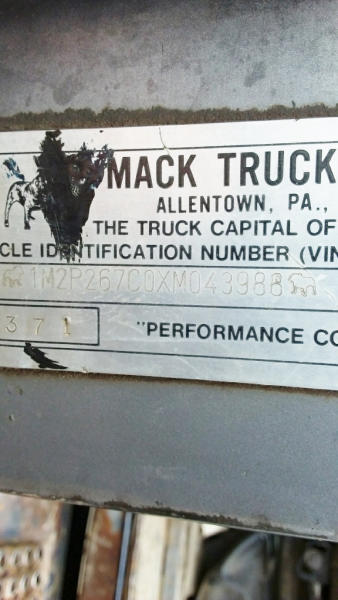 MACK TRUCK
ALLENTOWN, PA.,
THE TRUCK CAPITAL OF
CLE IDENTIFICATION NUMBER (VIN
1M2P267C0XM043988
371 "PERFORMANCE CO